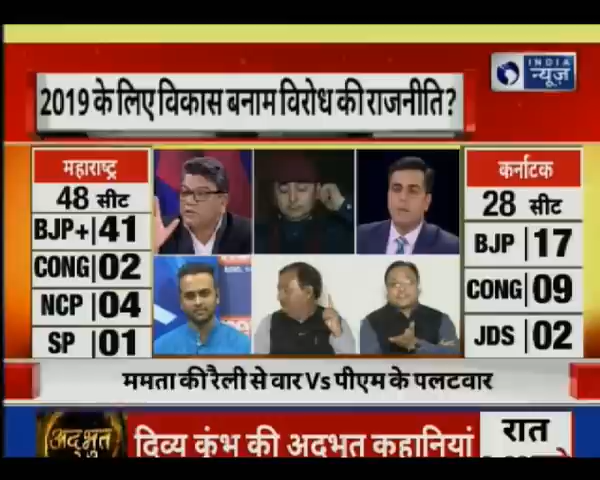 INDIA
न्यूज़
2019 के लिए विकास बनाम विरोध की राजनीति?
महाराष्ट्र
48 सीट
BJP+ 41
CONG 02
NCP 04
SP 01
कर्नाटक
28 सीट
BJP 17
CONG 09
JDS 02
ममता की रैली से वार Vs पीएम के पलटवार
अद्भुत
दिव्य कुंभ की अदभुत कहानियां
रात